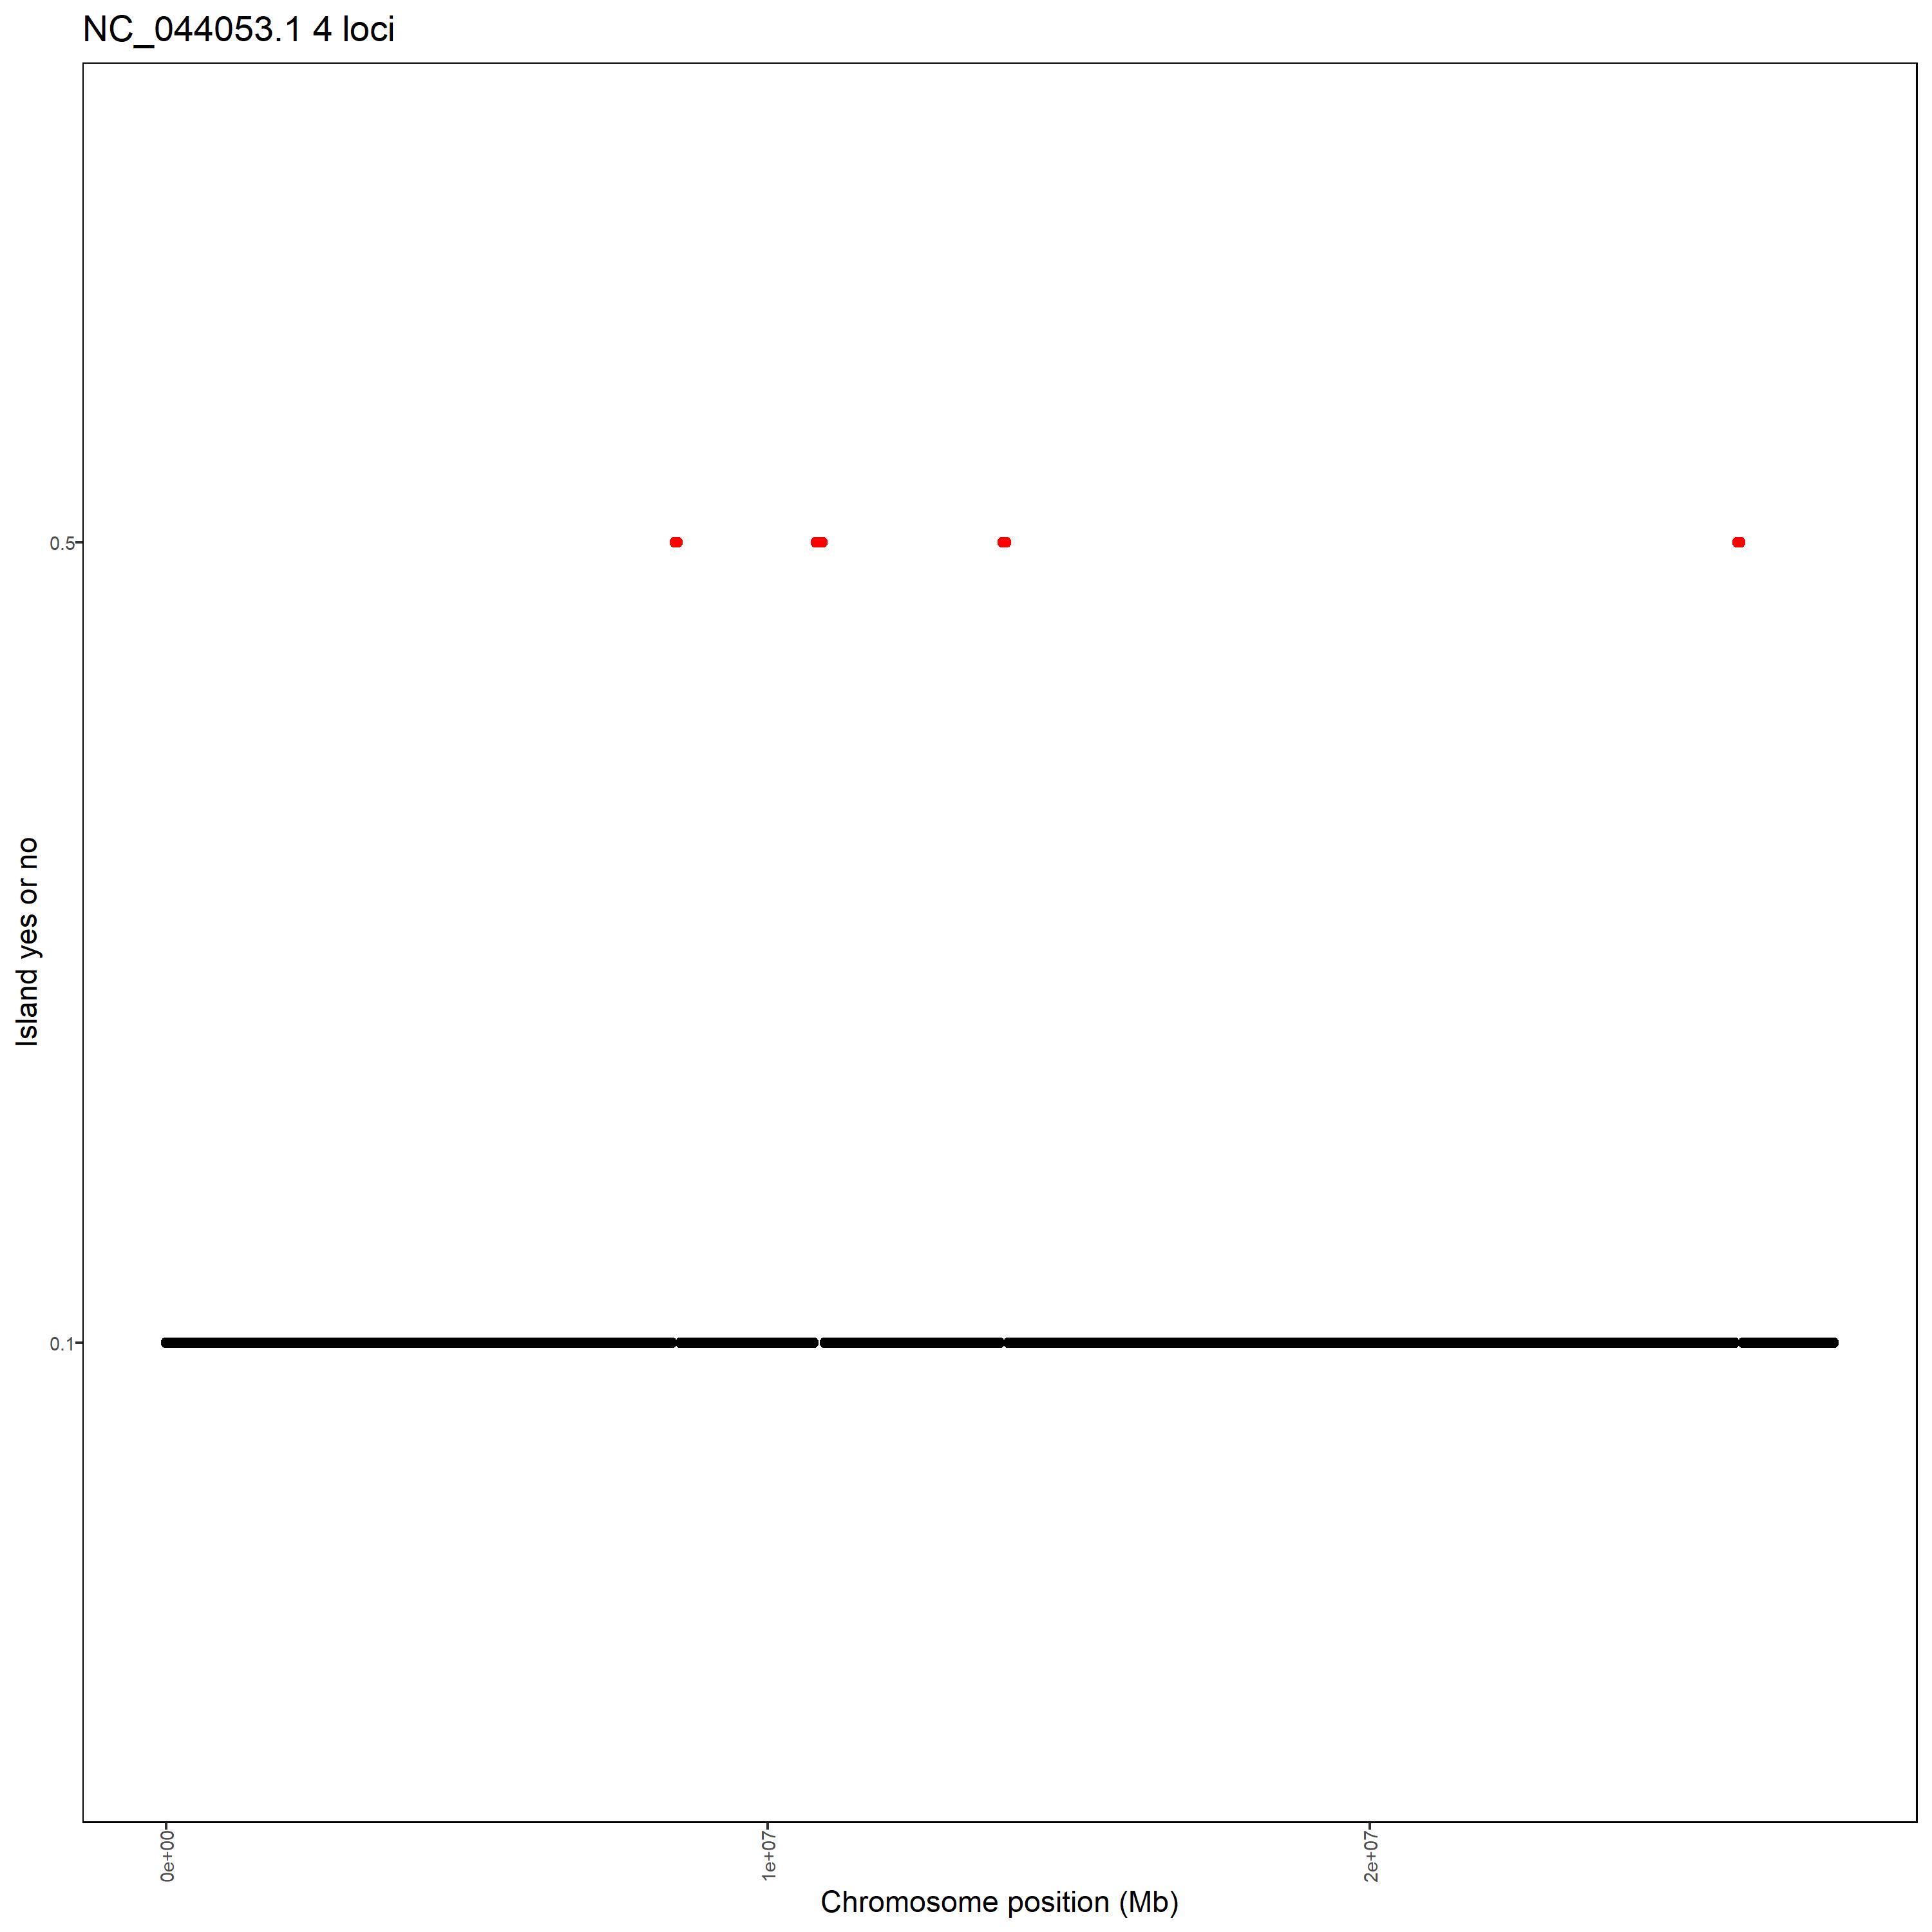 NC_044053.1 4 loci
Island yes or no
0.5
0.1
0e+00
1e+07
2e+07
Chromosome position (Mb)